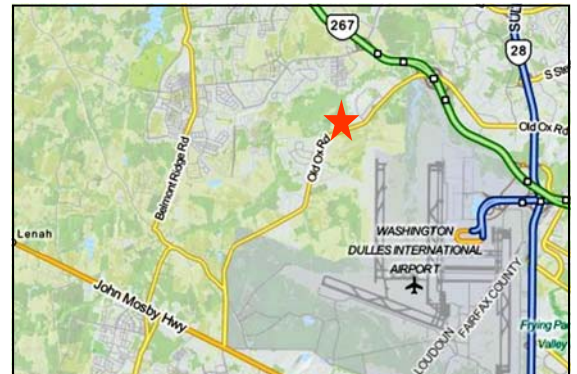 267
SUL
28
S Ste
Old Ox Rd
Old Ox Rd
Belmont Ridge Rd
Lenah
WASHINGTON
DULLES INTERNATIONAL
AIRPORT
John Mosby Hwy
LOUDOUN
FAIRFAX COUNTY
Frying Pa
Valley